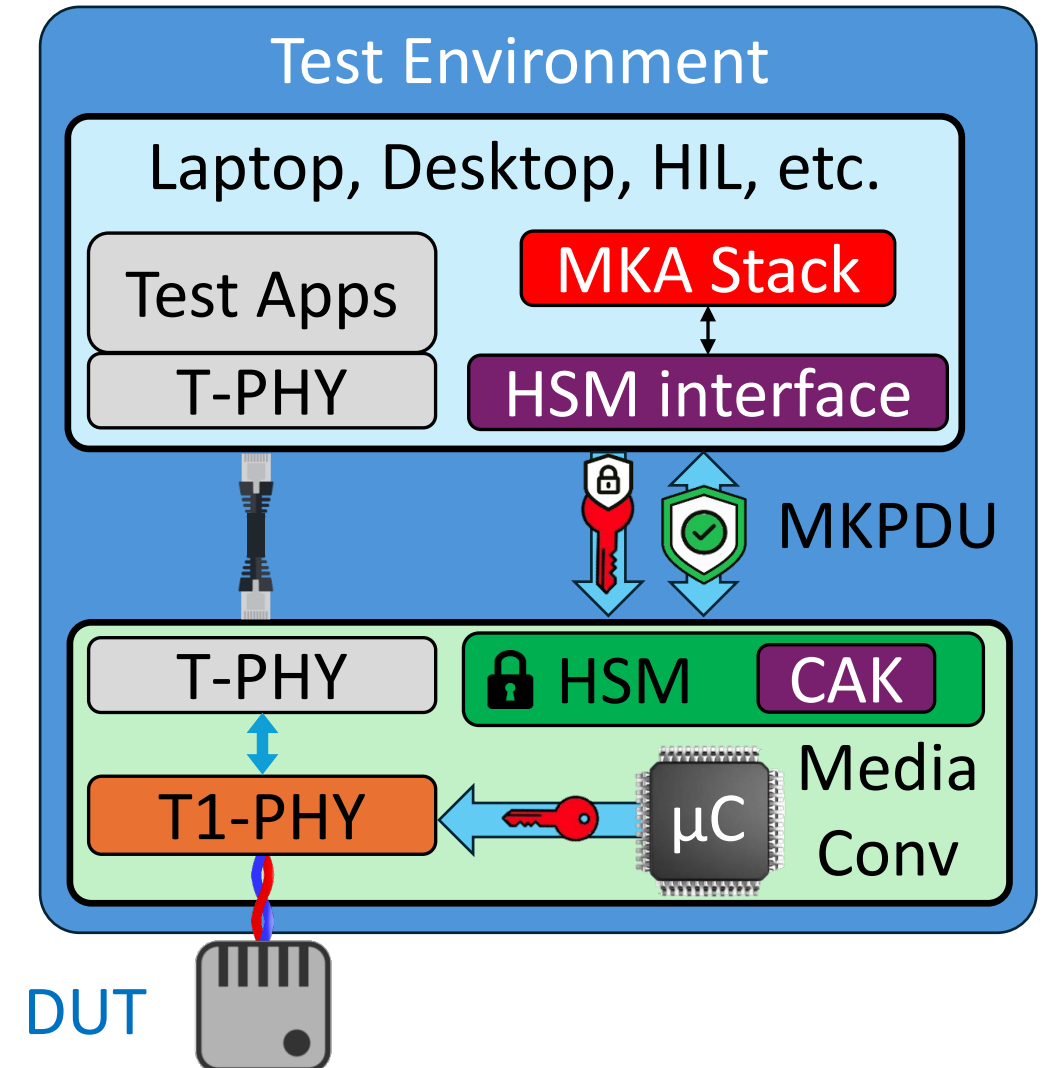 Test Environment
Laptop, Desktop, HIL, etc.
Test Apps
MKA Stack
T-PHY
HSM interface
MKPDU
T-PHY
HSM
CAK
T1-PHY
µC
Media
Conv
DUT